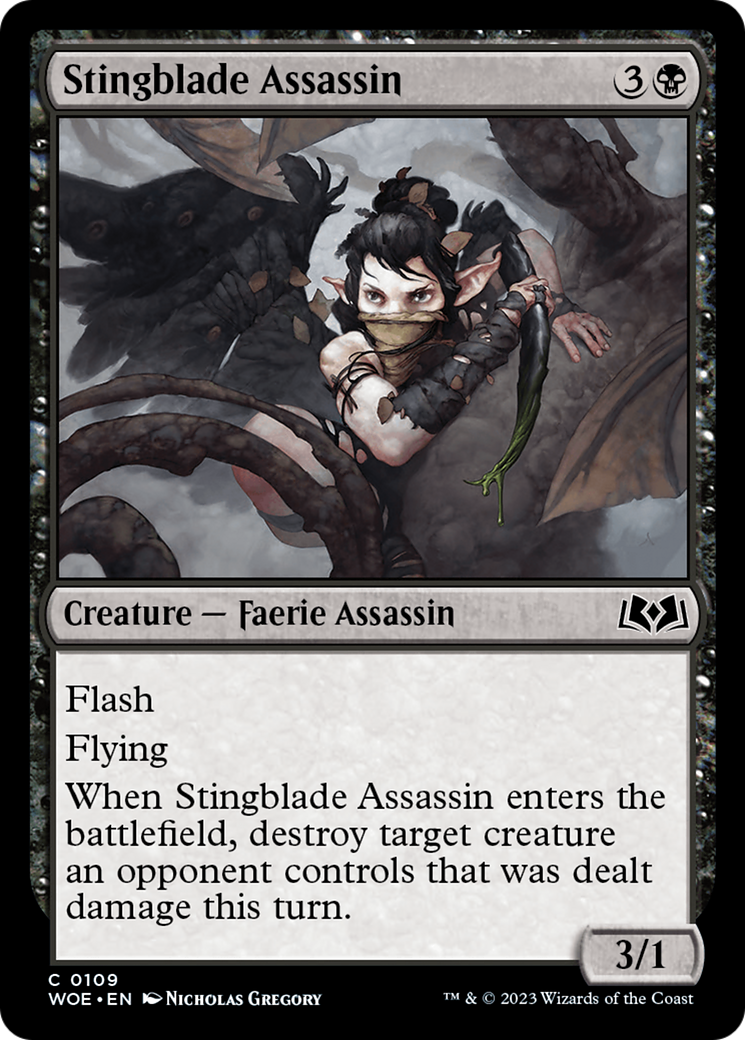 Stingblade Assassin 3
Creature — Faerie Assassin
Flash
Flying
When Stingblade Assassin enters the
battlefield, destroy target creature
an opponent controls that was dealt
damage this turn.
3/1
C 0109
WOE • EN Nicholas Gregory ™ & © 2023 Wizards of the Coast